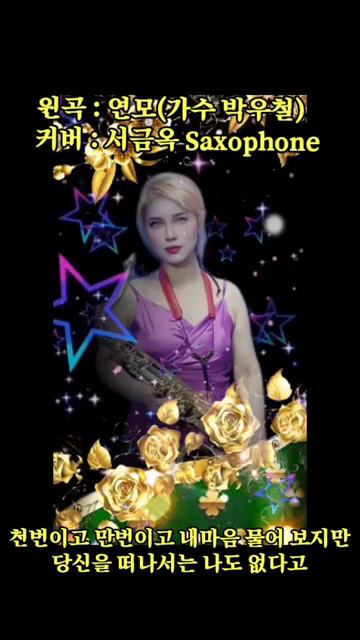 원곡 : 연모(가수 박우철)
커버 : 서금옥 Saxophone
천번이고 만번이고 내마음 물어 보지만
당신을 떠나서는 나도 없다고